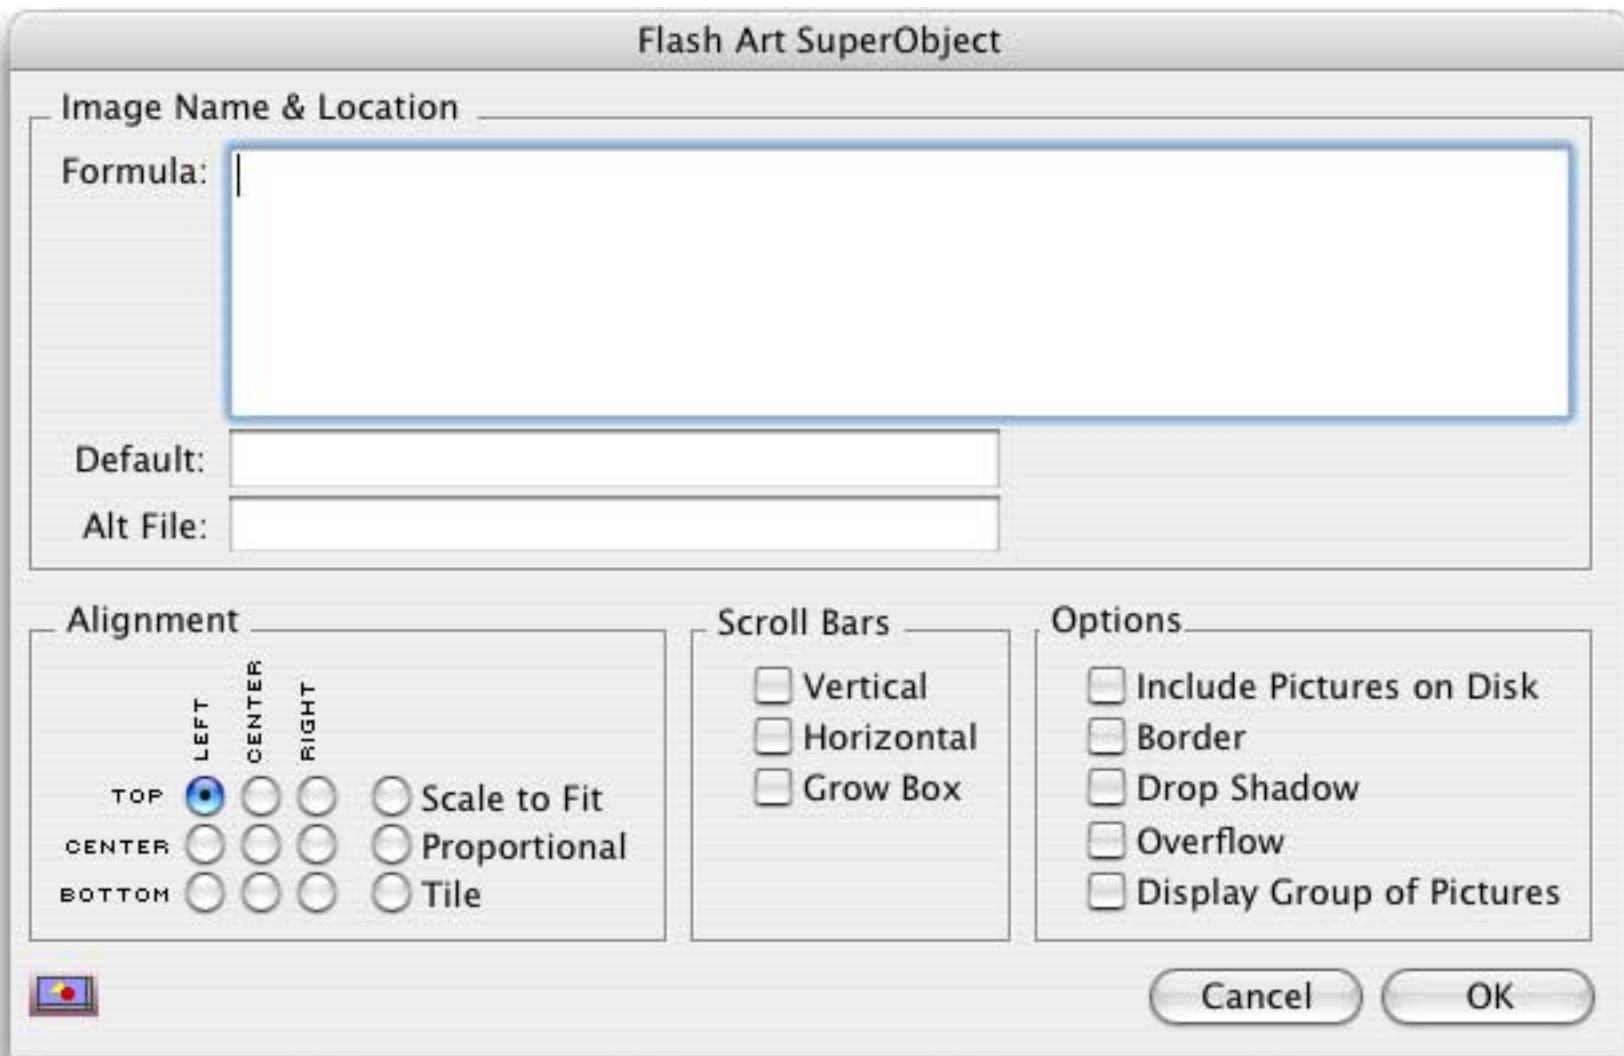 Flash Art SuperObject
Image Name & Location
Formula:
Default:
Alt File:
Alignment
LEFT
CENTER
RIGHT
TOP
Scale to Fit
CENTER
Proportional
BOTTOM
Tile
Scroll Bars
Vertical
Horizontal
Grow Box
Options
Include Pictures on Disk
Border
Drop Shadow
Overflow
Display Group of Pictures
Cancel
OK